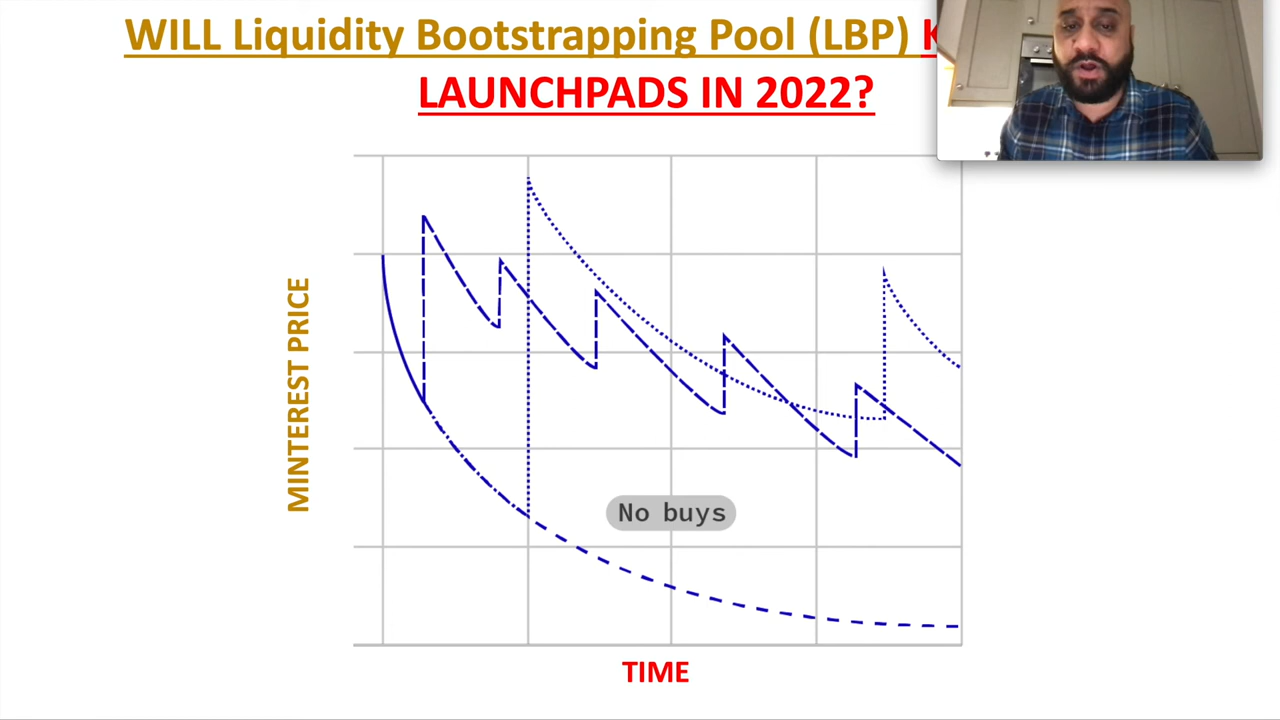 WILL Liquidity Bootstrapping Pool (LBP)
LAUNCHPADS IN 2022?
MINTEREST PRICE
No buys
TIME